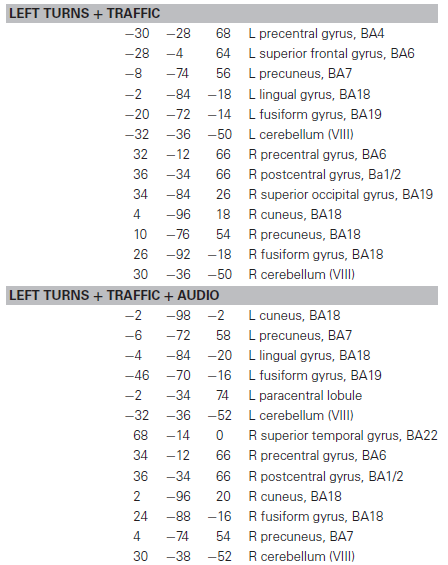 LEFT TURNS + TRAFFIC
−30 −28 68 L precentral gyrus, BA4
−28 −4 64 L superior frontal gyrus, BA6
−8 −74 56 L precuneus, BA7
−2 −84 −18 L lingual gyrus, BA18
−20 −72 −14 L fusiform gyrus, BA19
−32 −36 −50 L cerebellum (VIII)
32 −12 66 R precentral gyrus, BA6
36 −34 66 R postcentral gyrus, Ba1/2
34 −84 26 R superior occipital gyrus, BA19
4 −96 18 R cuneus, BA18
10 −76 54 R precuneus, BA18
26 −92 −18 R fusiform gyrus, BA18
30 −36 −50 R cerebellum (VIII)
LEFT TURNS + TRAFFIC + AUDIO
−2 −98 −2 L cuneus, BA18
−6 −72 58 L precuneus, BA7
−4 −84 −20 L lingual gyrus, BA18
−46 −70 −16 L fusiform gyrus, BA19
−2 −34 74 L paracentral lobule
−32 −36 −52 L cerebellum (VIII)
68 −14 0 R superior temporal gyrus, BA22
34 −12 66 R precentral gyrus, BA6
36 −34 66 R postcentral gyrus, BA1/2
2 −96 20 R cuneus, BA18
24 −88 −16 R fusiform gyrus, BA18
4 −74 54 R precuneus, BA7
30 −38 −52 R cerebellum (VIII)